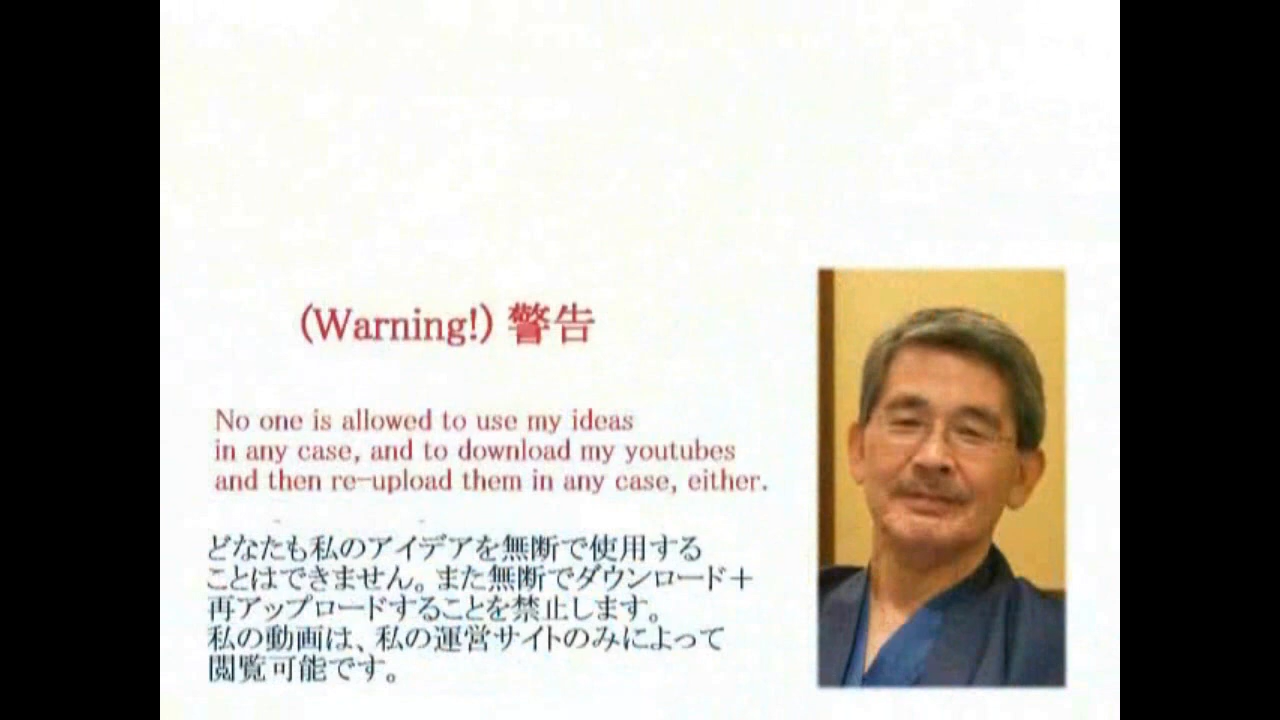 (Warning!) 警告
No one is allowed to use my ideas
in any case, and to download my youtubes
and then re-upload them in any case, either.
どなたも私のアイデアを無断で使用する
ことはできません。また無断でダウンロード＋
再アップロードすることを禁止します。
私の動画は、私の運営サイトのみによって
閲覧可能です。